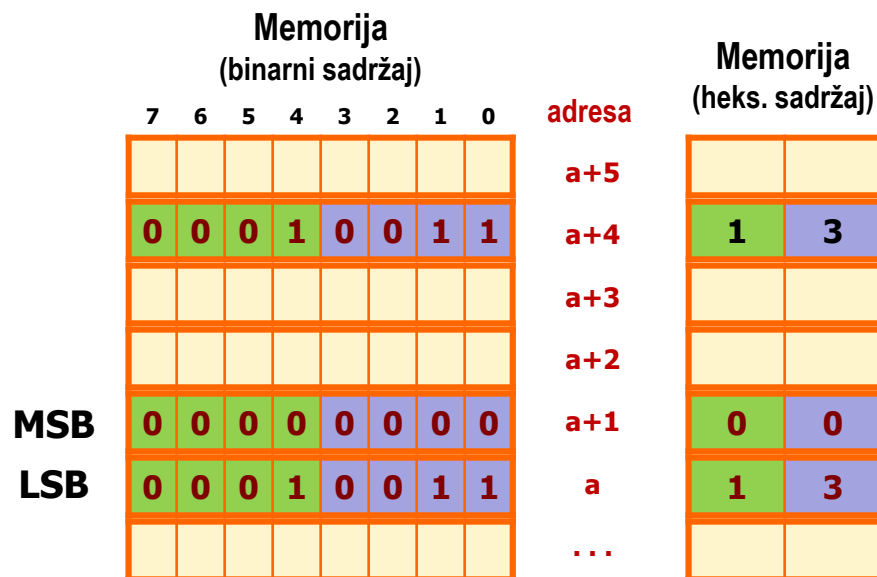 Memorija
(binarni sadržaj)
Memorija
(heks. sadržaj)
7 6 5 4 3 2 1 0 adresa
a+5
0 0 0 1 0 0 1 1 a+4 1 3
a+3
a+2
MSB 0 0 0 0 0 0 0 0 a+1 0 0
LSB 0 0 0 1 0 0 1 1 a 1 3
...